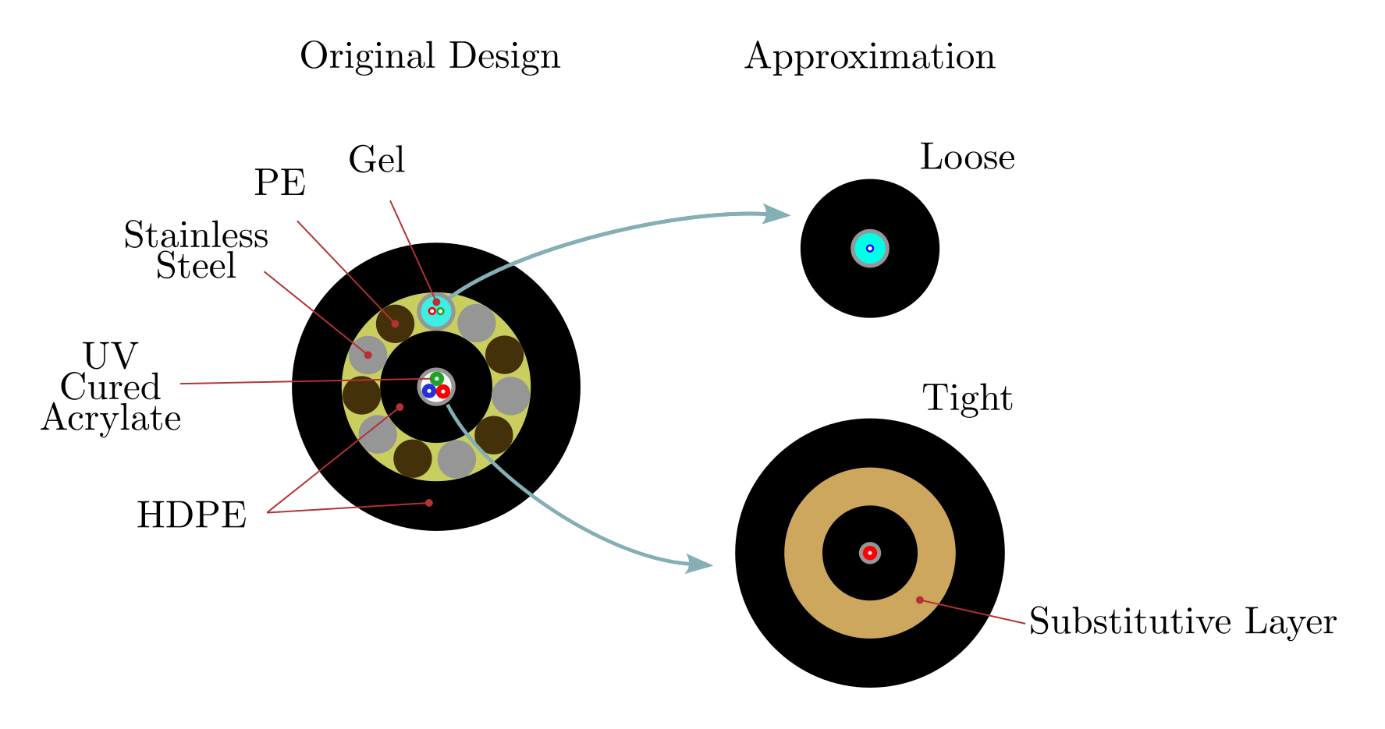 Original Design
Approximation
Gel
Loose
PE
Stainless
Steel
UV
Cured
Acrylate
Tight
HDPE
Substitutive Layer